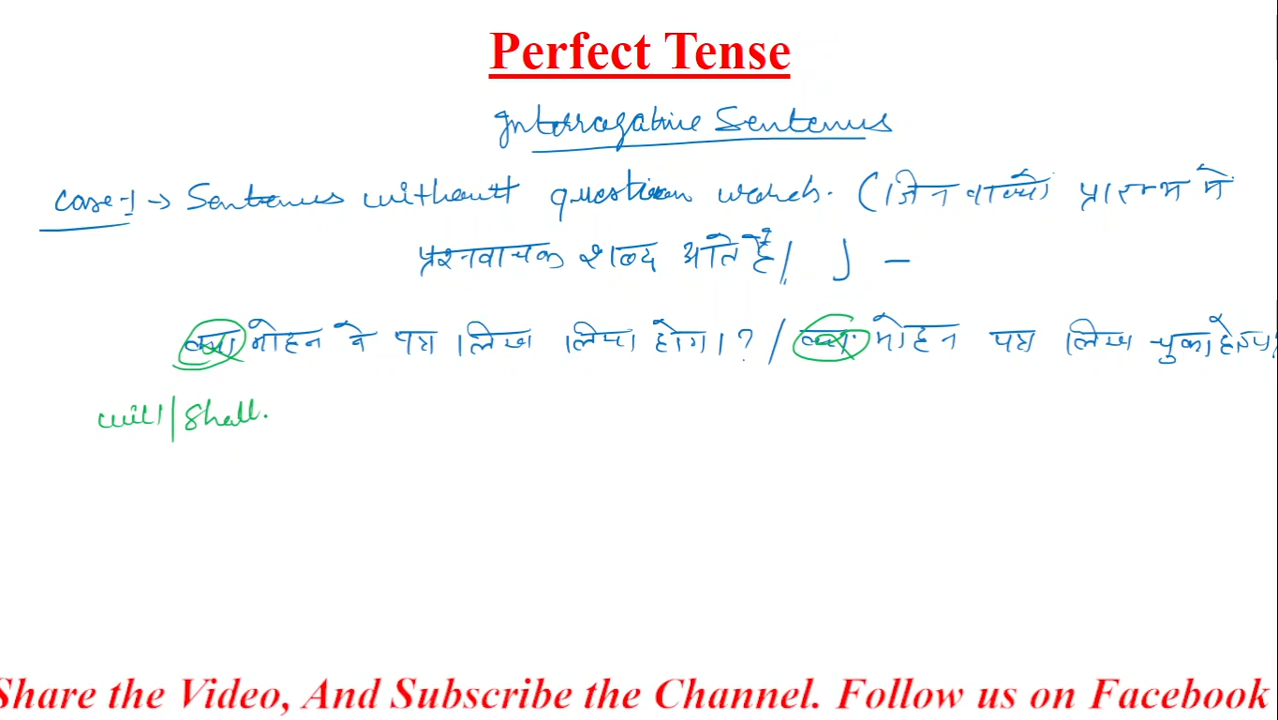 Perfect Tense
Interrogative Sentences
Case-1 → Sentences without question words. (जिन वाक्यों प्रारम्भ मे
प्रश्नवाचक शब्द आते हैं। ) —
क्या मोहन ने पत्र लिख लिया होगा। ? / क्या मोहन पत्र लिख चुका
will/Shall.
Share the Video, And Subscribe the Channel. Follow us on Facebook